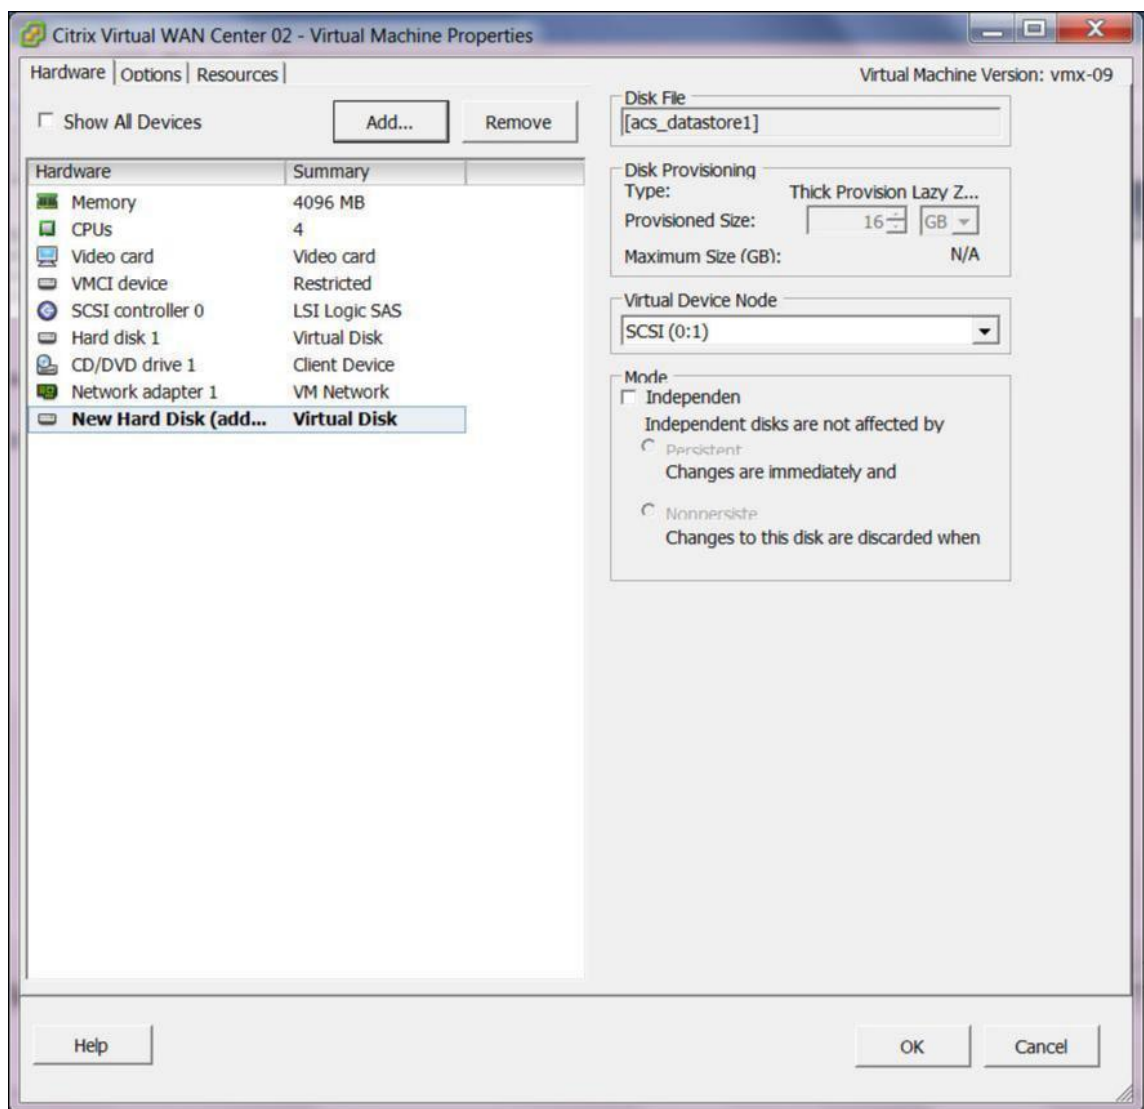 Citrix Virtual WAN Center 02 - Virtual Machine Properties
Hardware Options Resources
Virtual Machine Version: vmx-09
Show All Devices
Add...
Remove
Hardware Summary
Memory 4096 MB
CPUs 4
Video card Video card
VMCI device Restricted
SCSI controller 0 LSI Logic SAS
Hard disk 1 Virtual Disk
CD/DVD drive 1 Client Device
Network adapter 1 VM Network
New Hard Disk (add... Virtual Disk
Disk File
[acs_datastore1]
Disk Provisioning
Type: Thick Provision Lazy Z...
Provisioned Size: 16 GB
Maximum Size (GB): N/A
Virtual Device Node
SCSI (0:1)
Mode
Independen
Independent disks are not affected by
Persistent
Changes are immediately and
Nonpersiste
Changes to this disk are discarded when
Help
OK
Cancel